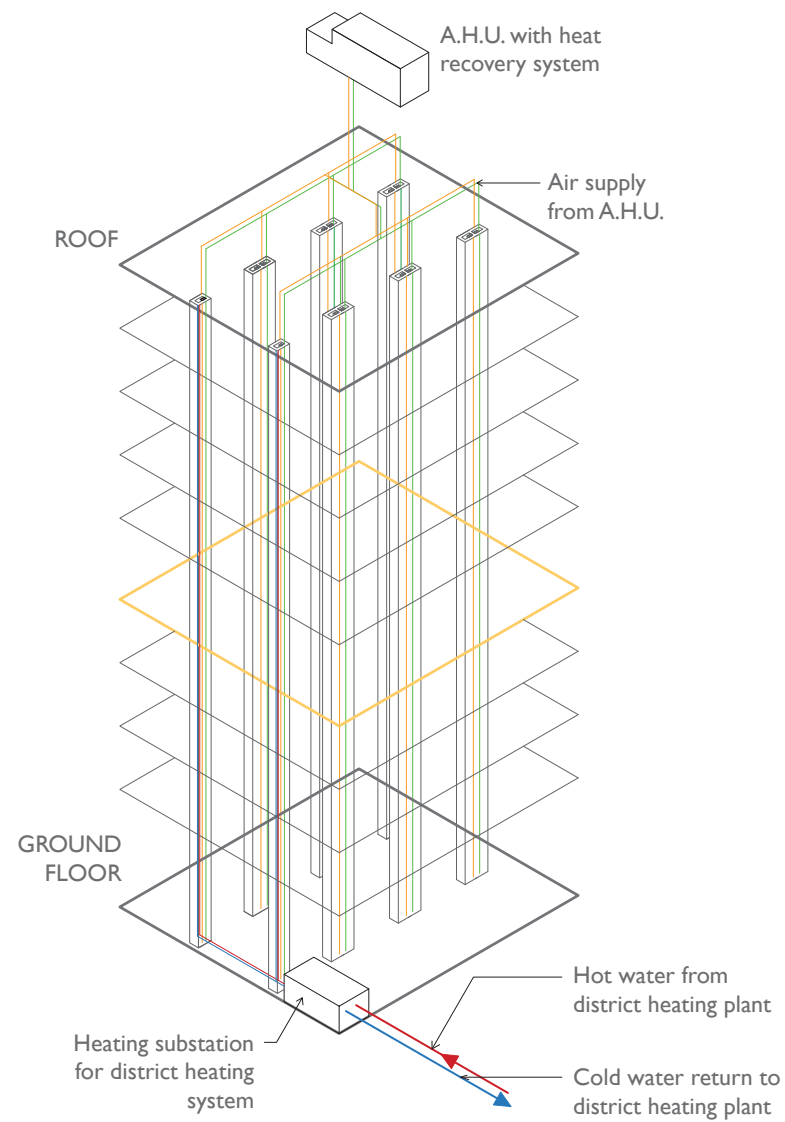 A.H.U. with heat
recovery system
Air supply
from A.H.U.
ROOF
GROUND
FLOOR
Hot water from
district heating plant
Heating substation
for district heating
system
Cold water return to
district heating plant